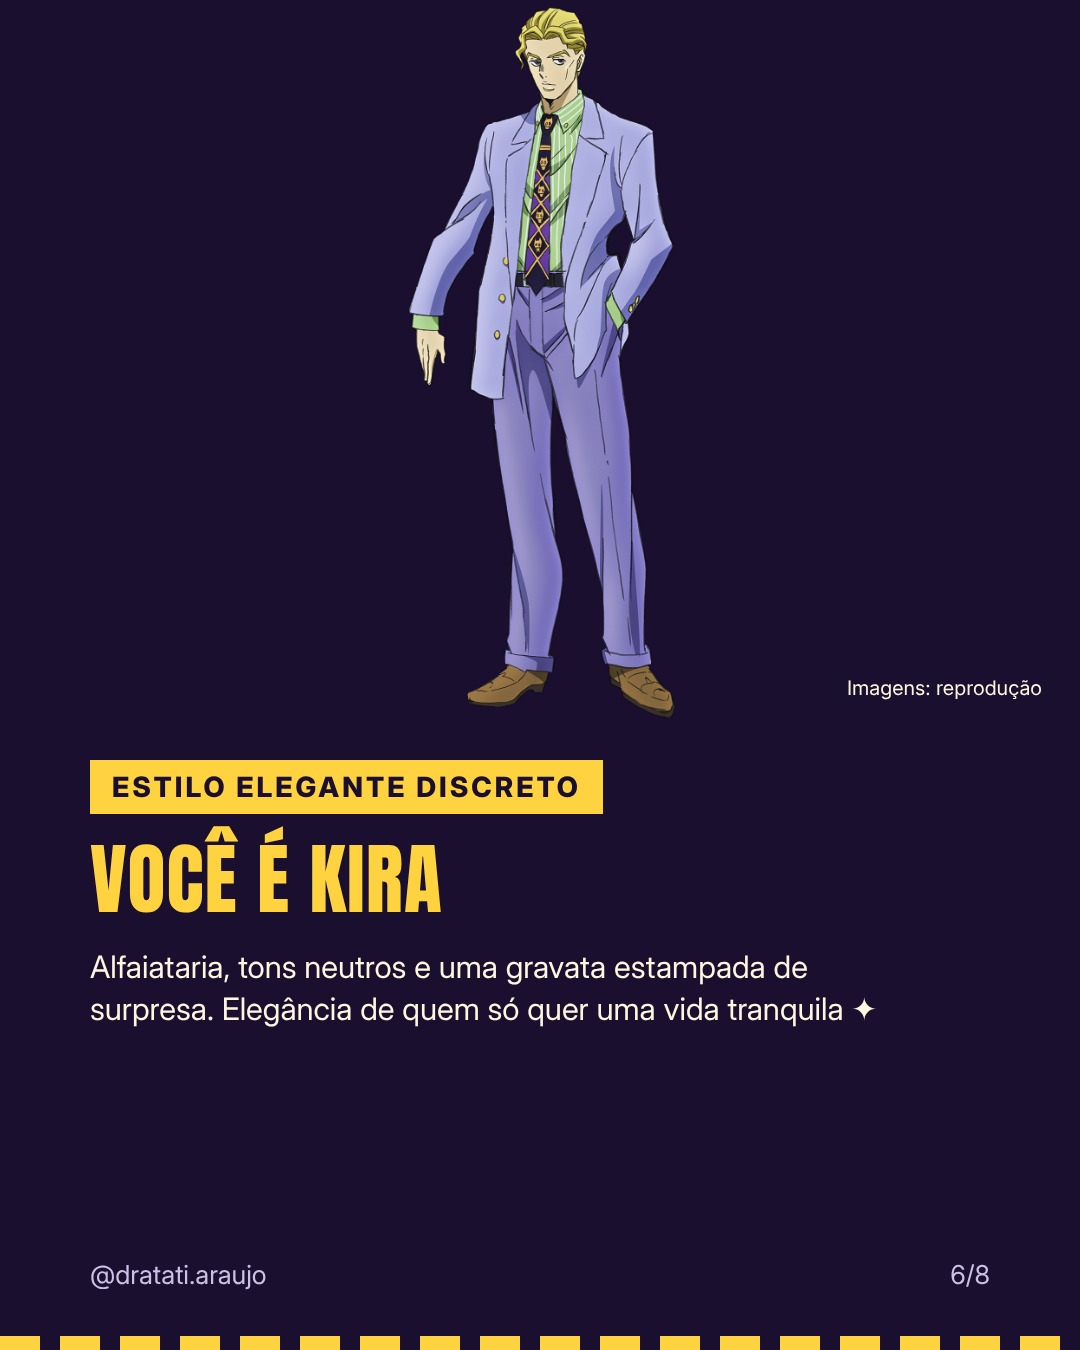 Imagens: reprodução
ESTILO ELEGANTE DISCRETO
VOCÊ É KIRA
Alfaiataria, tons neutros e uma gravata estampada de
surpresa. Elegância de quem só quer uma vida tranquila ✦
@dratati.araujo
6/8